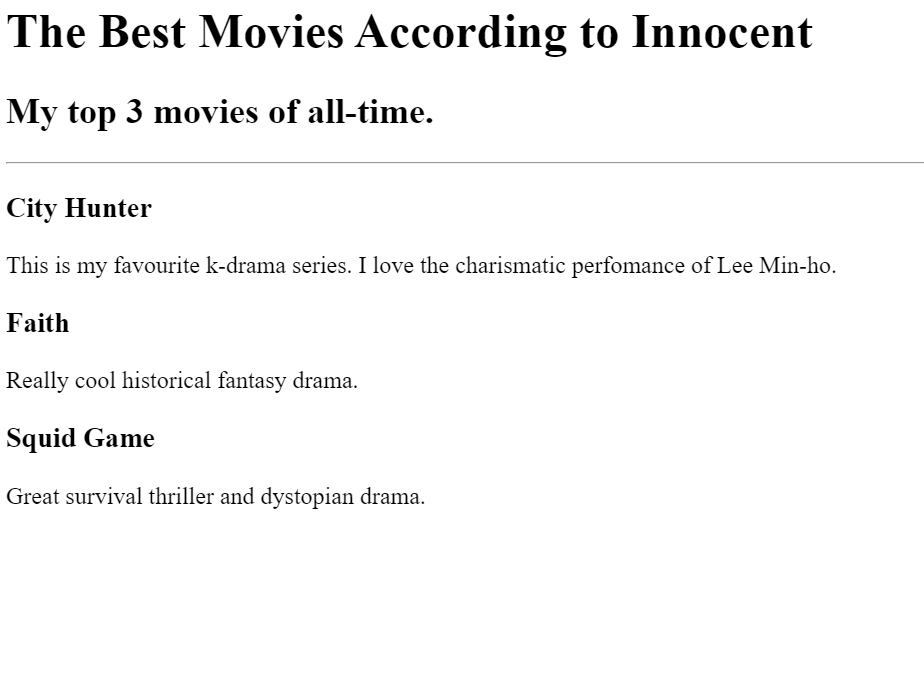 The Best Movies According to Innocent
My top 3 movies of all-time.
City Hunter
This is my favourite k-drama series. I love the charismatic perfomance of Lee Min-ho.
Faith
Really cool historical fantasy drama.
Squid Game
Great survival thriller and dystopian drama.